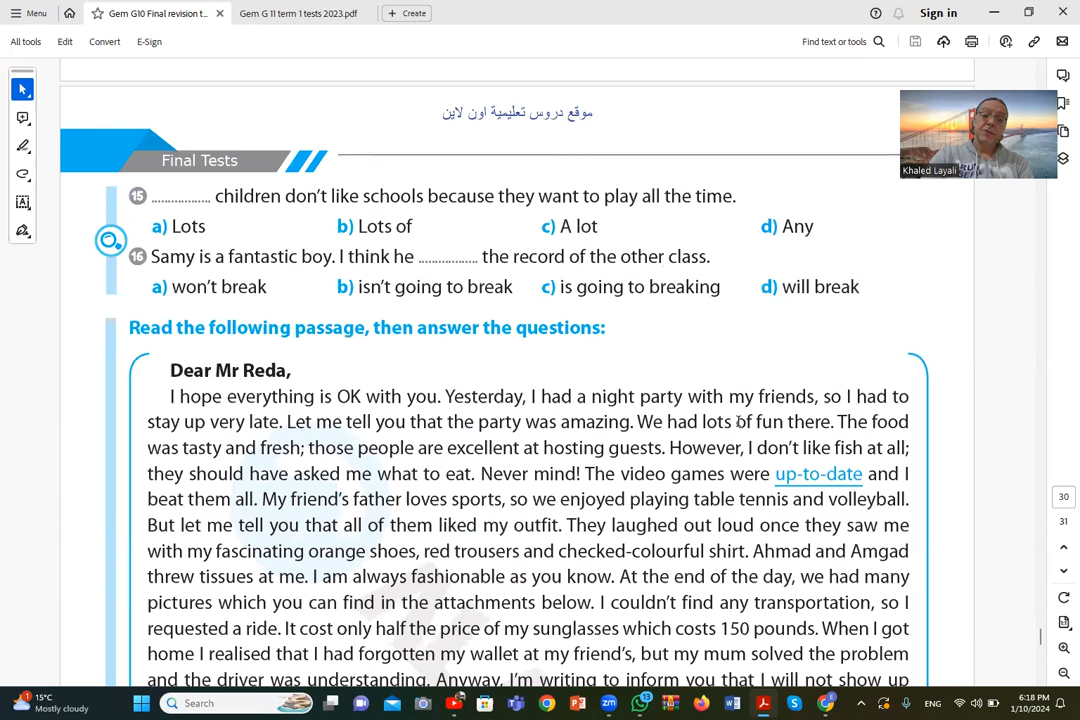 Menu
Gem G10 Final revision t...
Gem G 11 term 1 tests 2023.pdf
Create
Sign in
All tools
Edit
Convert
E-Sign
Find text or tools
موقع دروس تعليمية اون لاين
Khaled Layali
Final Tests
15 .................. children don't like schools because they want to play all the time.
a) Lots b) Lots of c) A lot d) Any
16 Samy is a fantastic boy. I think he .................. the record of the other class.
a) won't break b) isn't going to break c) is going to breaking d) will break
Read the following passage, then answer the questions:
Dear Mr Reda,
I hope everything is OK with you. Yesterday, I had a night party with my friends, so I had to
stay up very late. Let me tell you that the party was amazing. We had lots of fun there. The food
was tasty and fresh; those people are excellent at hosting guests. However, I don't like fish at all;
they should have asked me what to eat. Never mind! The video games were up-to-date and I
beat them all. My friend's father loves sports, so we enjoyed playing table tennis and volleyball.
But let me tell you that all of them liked my outfit. They laughed out loud once they saw me
with my fascinating orange shoes, red trousers and checked-colourful shirt. Ahmad and Amgad
threw tissues at me. I am always fashionable as you know. At the end of the day, we had many
pictures which you can find in the attachments below. I couldn't find any transportation, so I
requested a ride. It cost only half the price of my sunglasses which costs 150 pounds. When I got
home I realised that I had forgotten my wallet at my friend's, but my mum solved the problem
and the driver was understanding. Anyway, I'm writing to inform you that I will not show up
30
31
15°C
Mostly cloudy
Search
13
ENG
6:18 PM
1/10/2024